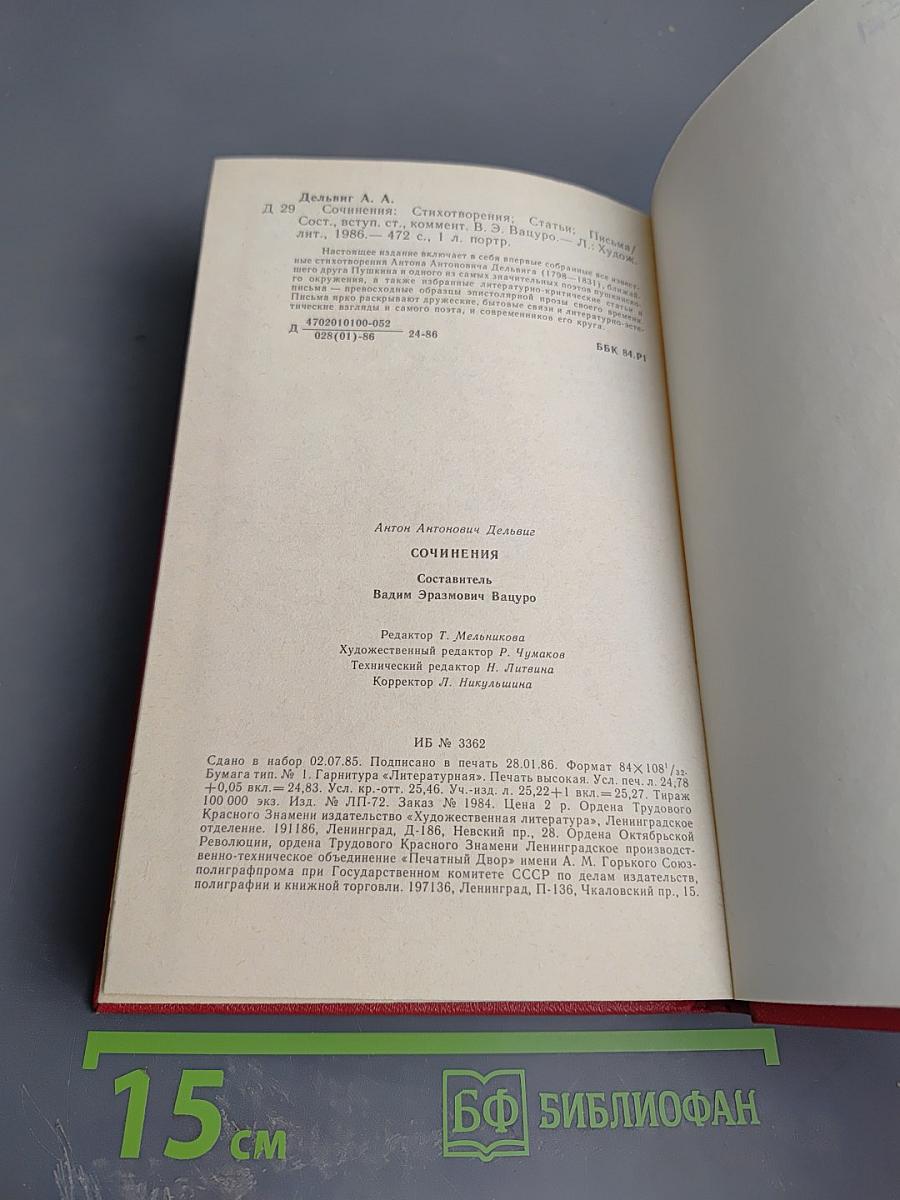 Дельвиг А. А.
Д 29 Сочинения: Стихотворения; Статьи; Письма/
Сост., вступ. ст., коммент. В. Э. Вацуро.— Л.: Худож.
лит., 1986.— 472 с., 1 л. портр.
Настоящее издание включает в себя впервые собранные все извест-
ные стихотворения Антона Антоновича Дельвига (1798—1831), ближай-
шего друга Пушкина и одного из самых значительных поэтов пушкинско-
го окружения, а также избранные литературно-критические статьи и
письма — превосходные образцы эпистолярной прозы своего времени.
Письма ярко раскрывают дружеские, бытовые связи и литературно-эсте-
тические взгляды и самого поэта, и современников его круга.
Д 4702010100-052
028(01)-86 24-86
ББК 84.Р1
Антон Антонович Дельвиг
СОЧИНЕНИЯ
Составитель
Вадим Эразмович Вацуро
Редактор Т. Мельникова
Художественный редактор Р. Чумаков
Технический редактор Н. Литвина
Корректор Л. Никульшина
ИБ № 3362
Сдано в набор 02.07.85. Подписано в печать 28.01.86. Формат 84×108¹/₃₂.
Бумага тип. № 1. Гарнитура «Литературная». Печать высокая. Усл. печ. л. 24,78
+0,05 вкл.=24,83. Усл. кр.-отт. 25,46. Уч.-изд. л. 25,22+1 вкл.=25,27. Тираж
100 000 экз. Изд. № ЛП-72. Заказ № 1984. Цена 2 р. Ордена Трудового
Красного Знамени издательство «Художественная литература», Ленинградское
отделение. 191186, Ленинград, Д-186, Невский пр., 28. Ордена Октябрьской
Революции, ордена Трудового Красного Знамени Ленинградское производст-
венно-техническое объединение «Печатный Двор» имени А. М. Горького Союз-
полиграфпрома при Государственном комитете СССР по делам издательств,
полиграфии и книжной торговли. 197136, Ленинград, П-136, Чкаловский пр., 15.
15 см
БФ БИБЛИОФАН